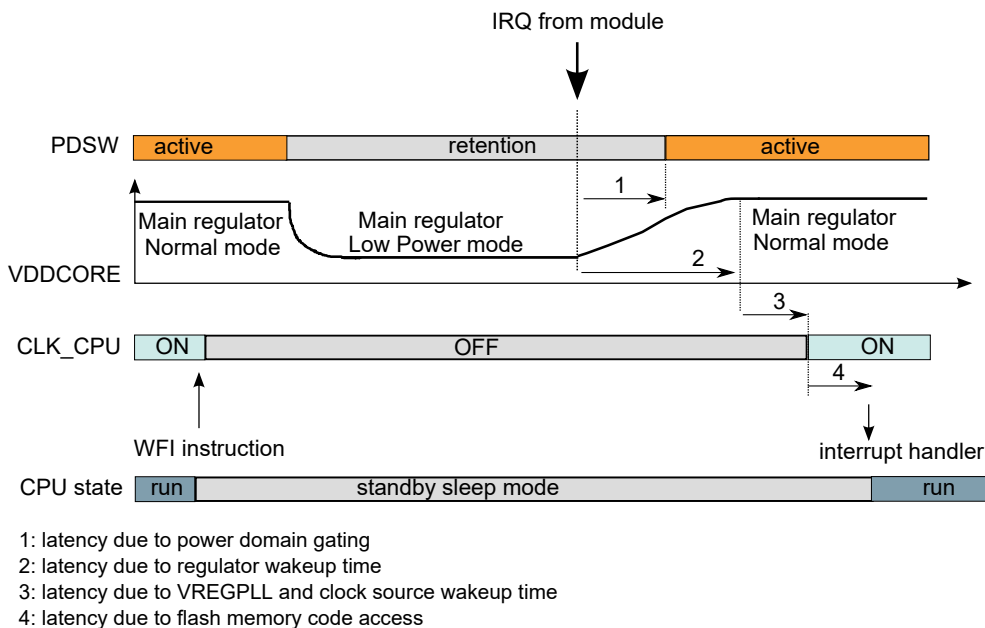 IRQ from module
PDSW
active
retention
active
1
Main regulator
Normal mode
Main regulator
Low Power mode
Main regulator
Normal mode
2
VDDCORE
3
CLK_CPU
ON
OFF
ON
4
WFI instruction
interrupt handler
CPU state
run
standby sleep mode
run
1: latency due to power domain gating
2: latency due to regulator wakeup time
3: latency due to VREGPLL and clock source wakeup time
4: latency due to flash memory code access